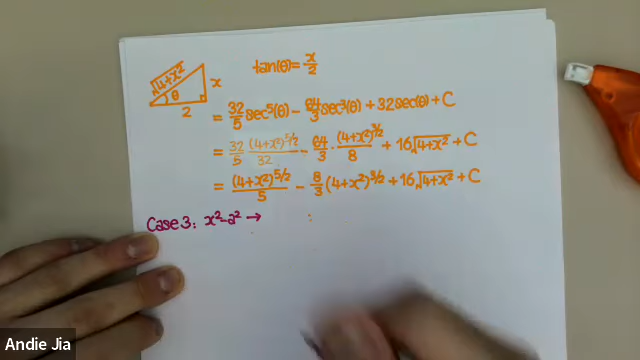 tan(θ)= x/2
√4+x²
x
θ
2
= 32/5 sec⁵(θ) - 64/3 sec³(θ) + 32 sec(θ) + C
= 32/5 (4+x²)^5/2 / 32 - 64/3 · (4+x²)^3/2 / 8 + 16√4+x² + C
= (4+x²)^5/2 / 5 - 8/3 (4+x²)^3/2 + 16√4+x² + C
Case 3: x²-a² →
Andie Jia